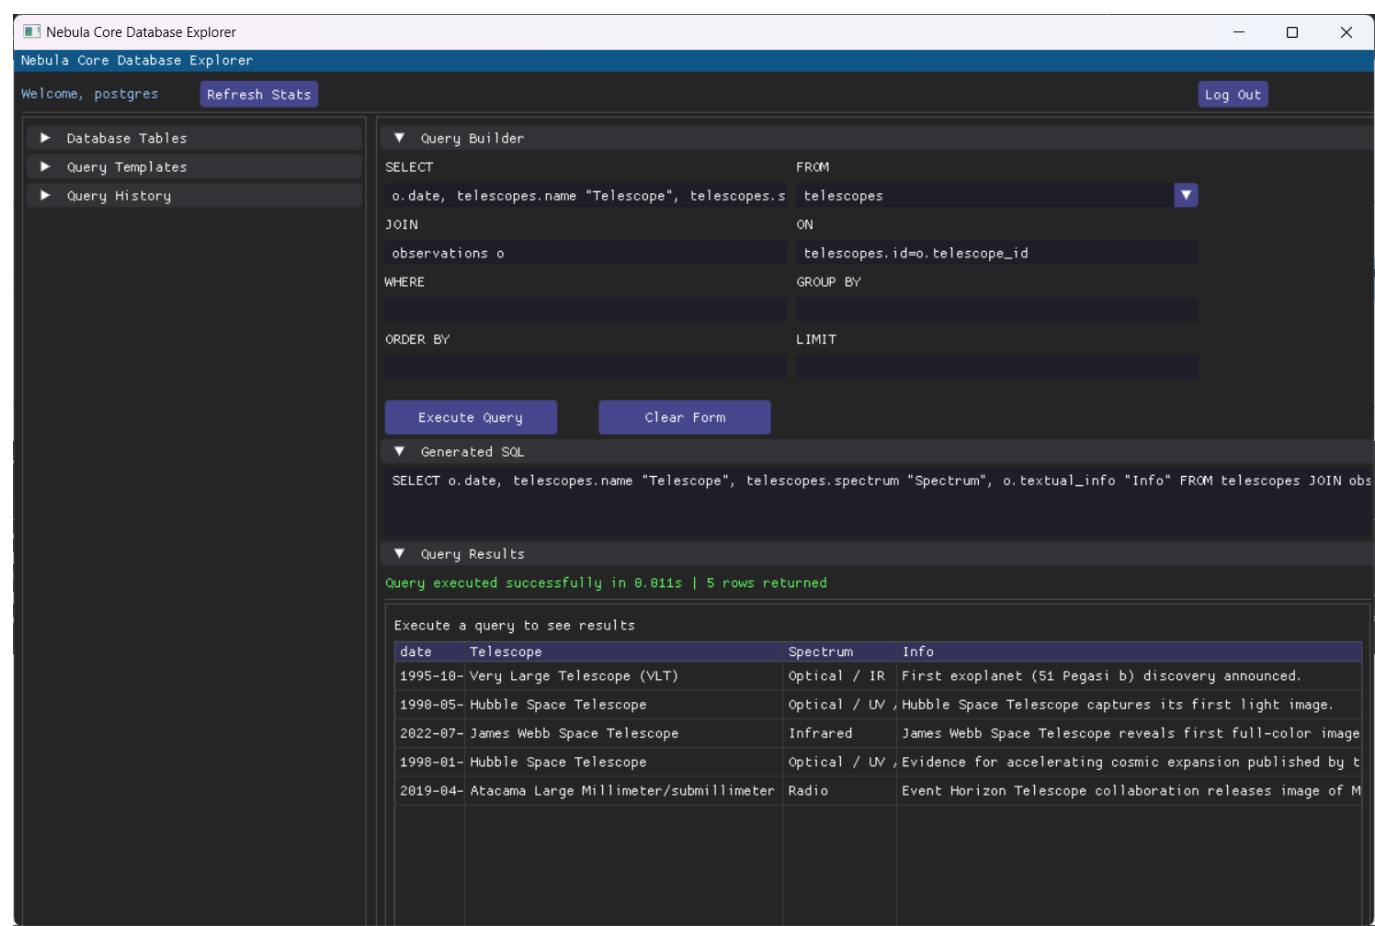 Nebula Core Database Explorer
Nebula Core Database Explorer
Welcome, postgres
Refresh Stats
Log Out
Database Tables
Query Templates
Query History
Query Builder
SELECT
FROM
o.date, telescopes.name "Telescope", telescopes.s
telescopes
JOIN
ON
observations o
telescopes.id=o.telescope_id
WHERE
GROUP BY
ORDER BY
LIMIT
Execute Query
Clear Form
Generated SQL
SELECT o.date, telescopes.name "Telescope", telescopes.spectrum "Spectrum", o.textual_info "Info" FROM telescopes JOIN obs
Query Results
Query executed successfully in 0.011s | 5 rows returned
Execute a query to see results
date Telescope Spectrum Info
1995-10- Very Large Telescope (VLT) Optical / IR First exoplanet (51 Pegasi b) discovery announced.
1990-05- Hubble Space Telescope Optical / UV / Hubble Space Telescope captures its first light image.
2022-07- James Webb Space Telescope Infrared James Webb Space Telescope reveals first full-color image
1998-01- Hubble Space Telescope Optical / UV / Evidence for accelerating cosmic expansion published by t
2019-04- Atacama Large Millimeter/submillimeter Radio Event Horizon Telescope collaboration releases image of M